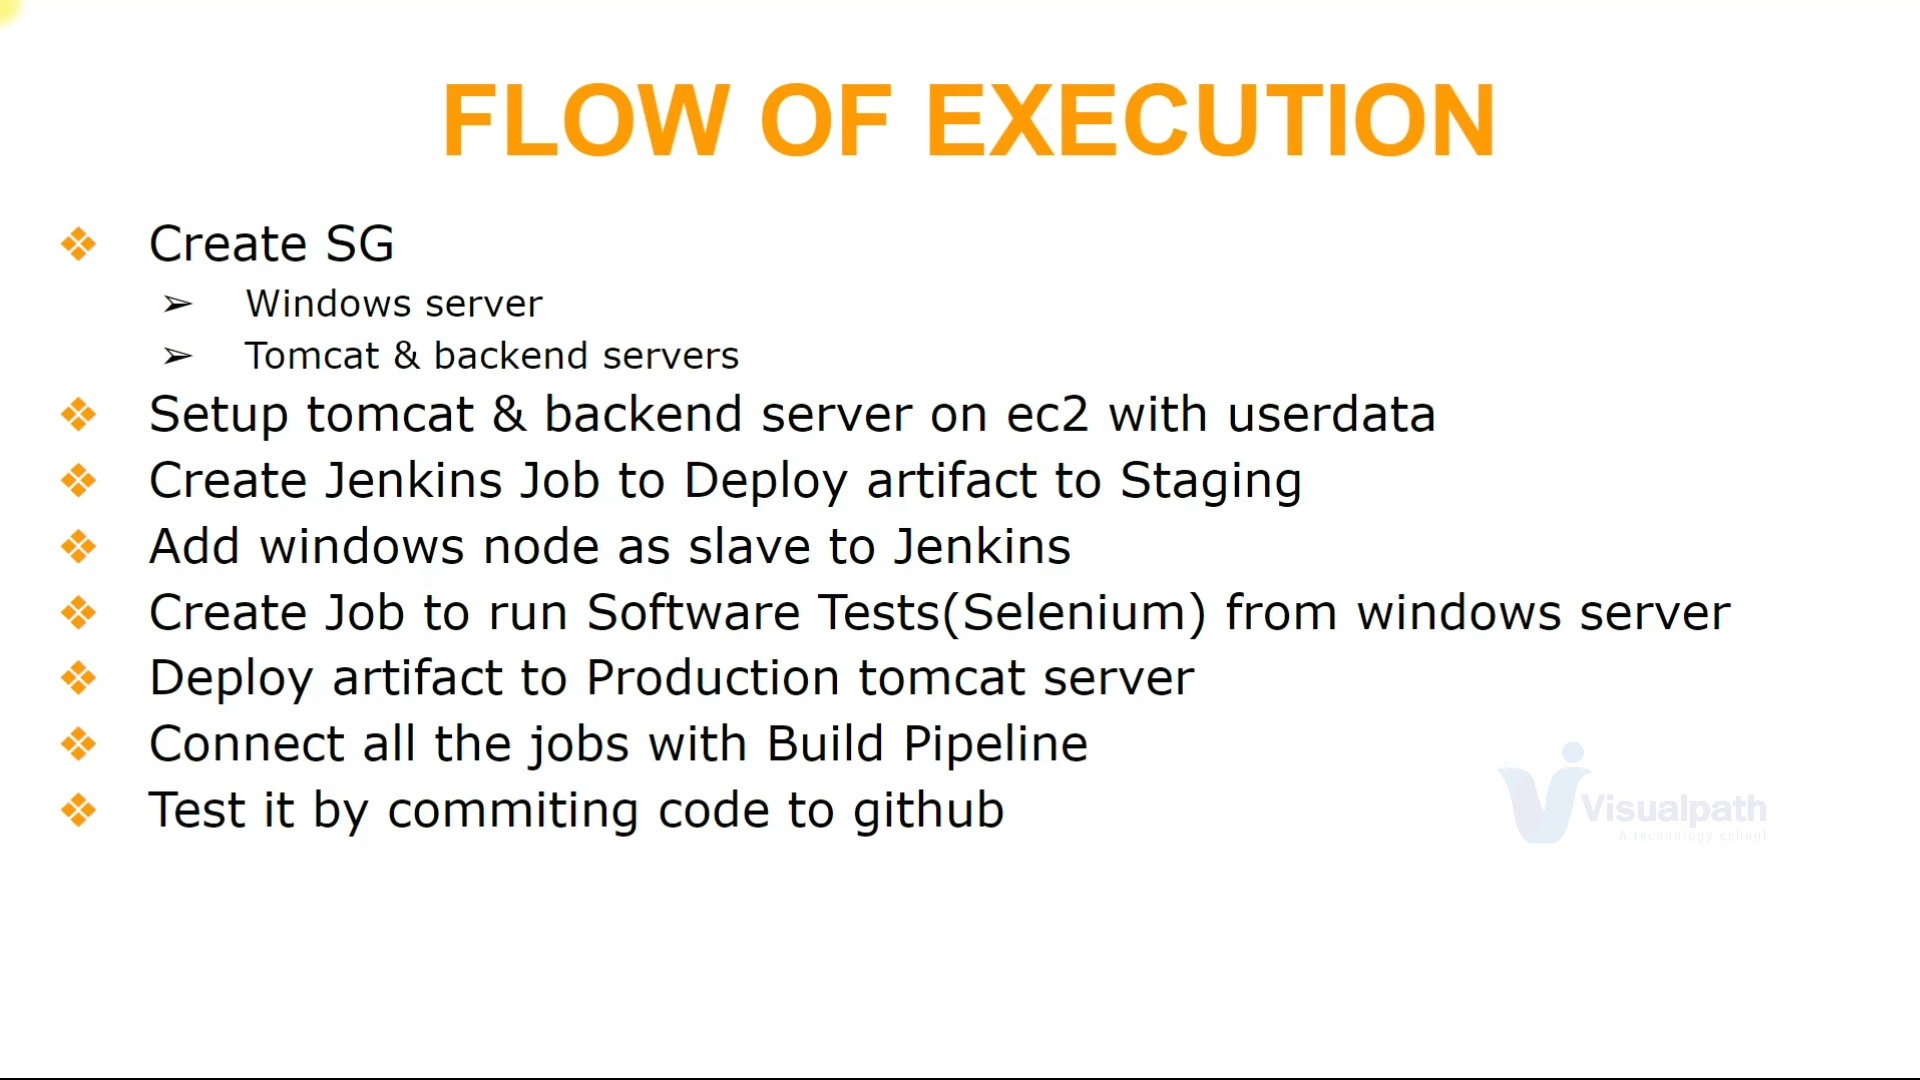 FLOW OF EXECUTION
Create SG
Windows server
Tomcat & backend servers
Setup tomcat & backend server on ec2 with userdata
Create Jenkins Job to Deploy artifact to Staging
Add windows node as slave to Jenkins
Create Job to run Software Tests(Selenium) from windows server
Deploy artifact to Production tomcat server
Connect all the jobs with Build Pipeline
Test it by commiting code to github
Visualpath
A technology school